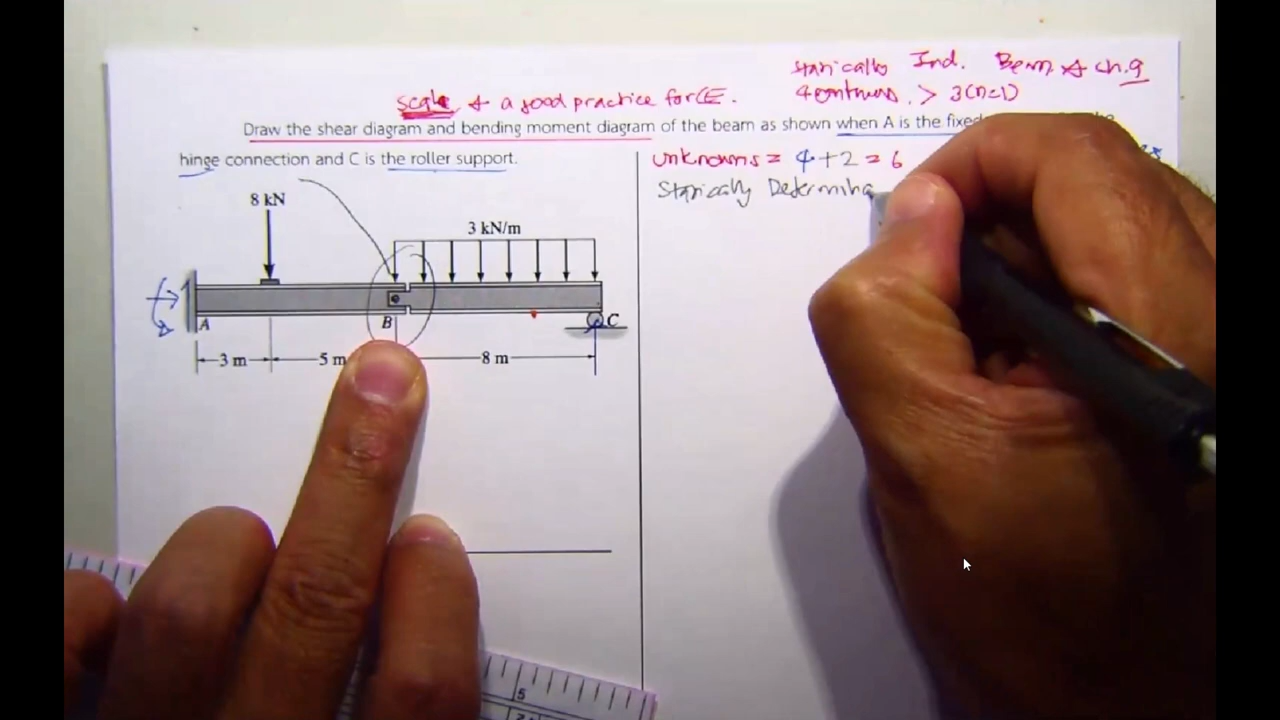 Statically Ind. Beam Ch.9
scale a good practice for CE. > 3(n=1)
Draw the shear diagram and bending moment diagram of the beam as shown when A is the fixed
hinge connection and C is the roller support.
unknowns = 4+2 = 6
Statically Determina
8 kN
3 kN/m
A
B
C
3 m
5 m
8 m
5